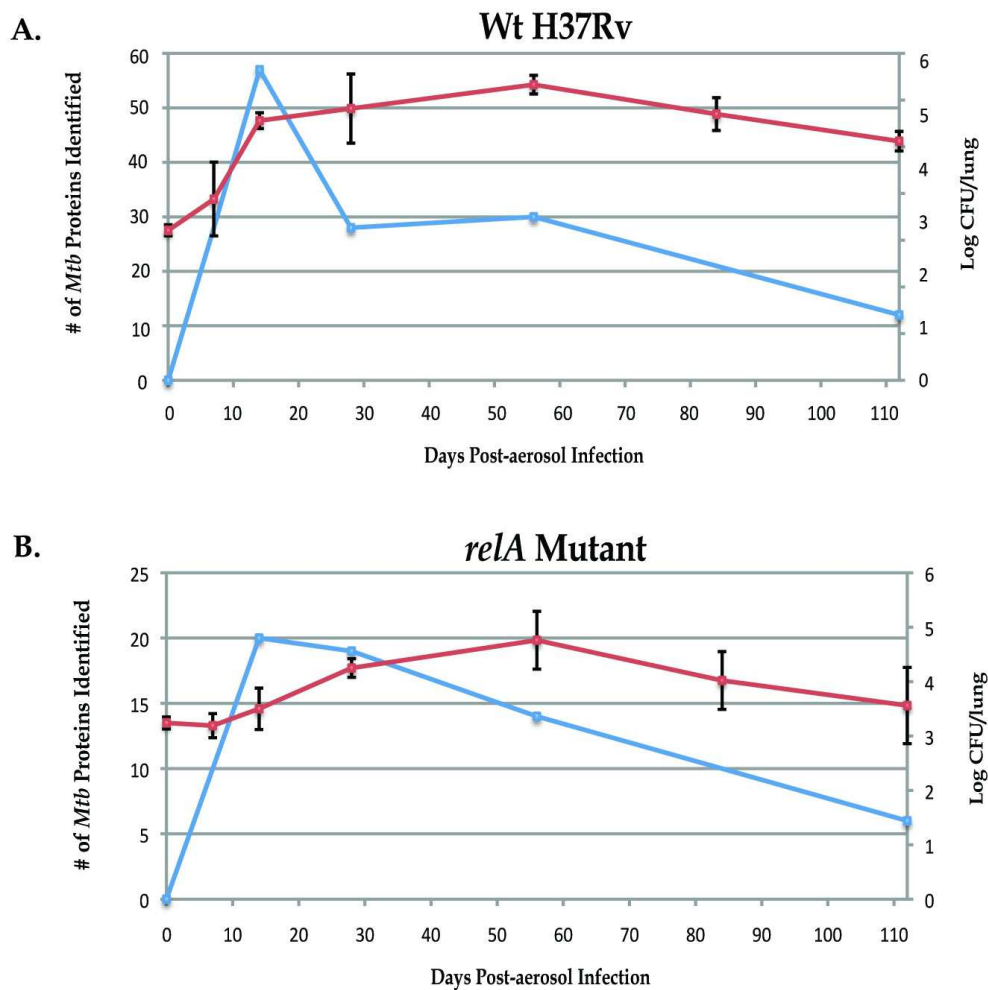 A.
Wt H37Rv
# of Mtb Proteins Identified
60
50
40
30
20
10
0
6
5
4
3
2
1
0
Log CFU/lung
0 10 20 30 40 50 60 70 80 90 100 110
Days Post-aerosol Infection
B.
relA Mutant
# of Mtb Proteins Identified
25
20
15
10
5
0
6
5
4
3
2
1
0
Log CFU/lung
0 10 20 30 40 50 60 70 80 90 100 110
Days Post-aerosol Infection